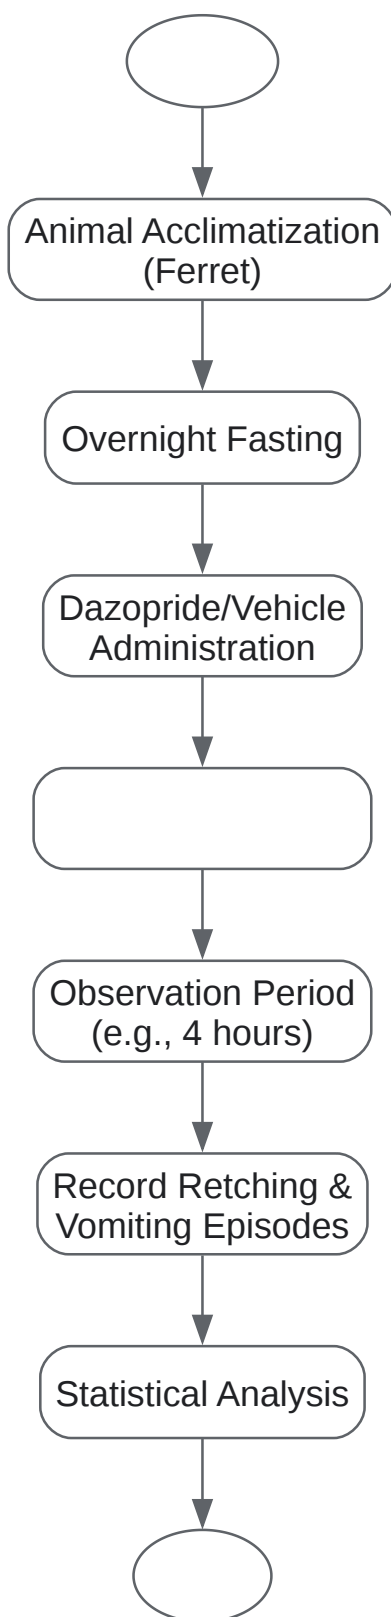 Animal Acclimatization
(Ferret)
Overnight Fasting
Dazopride/Vehicle
Administration
Observation Period
(e.g., 4 hours)
Record Retching &
Vomiting Episodes
Statistical Analysis